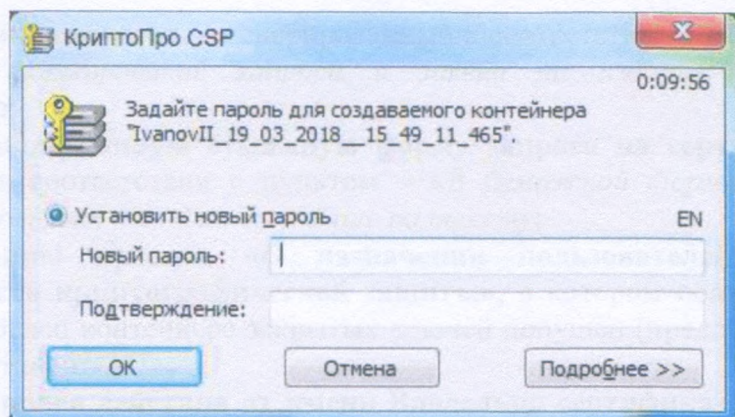 КриптоПро CSP
0:09:56
Задайте пароль для создаваемого контейнера
"IvanovII_19_03_2018__15_49_11_465".
Установить новый пароль
EN
Новый пароль:
Подтверждение:
ОК
Отмена
Подробнее >>